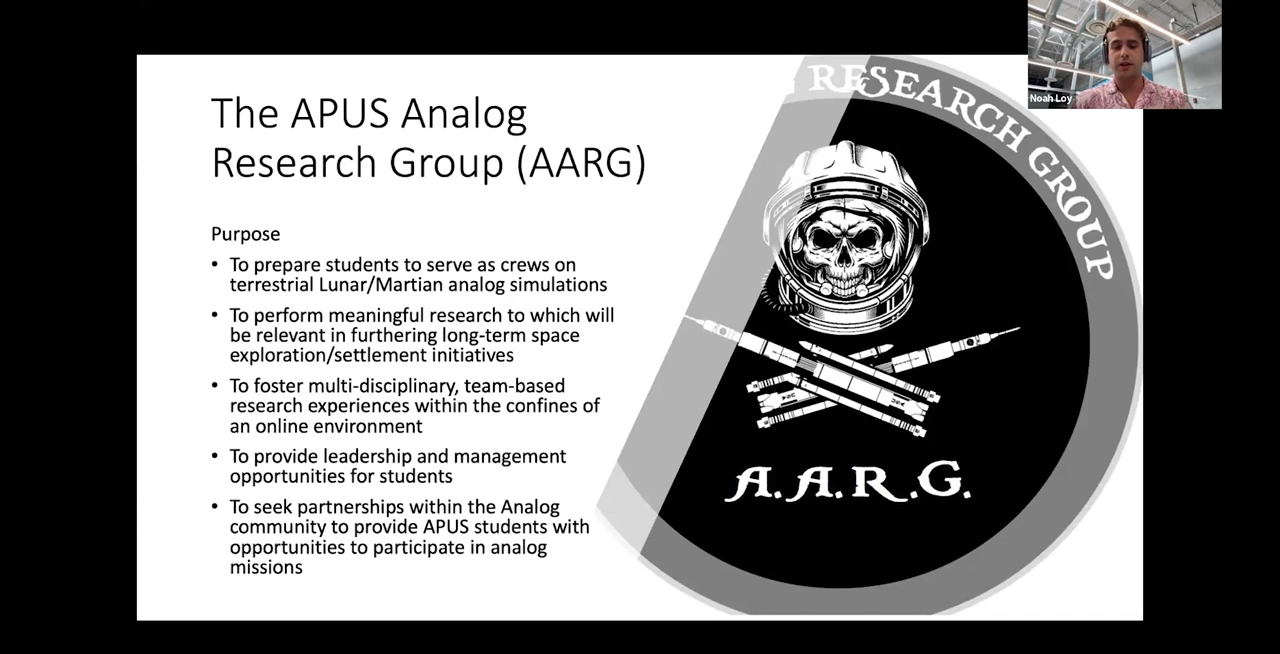 Noah Loy
The APUS Analog
Research Group (AARG)
Purpose
• To prepare students to serve as crews on
terrestrial Lunar/Martian analog simulations
• To perform meaningful research to which will
be relevant in furthering long-term space
exploration/settlement initiatives
• To foster multi-disciplinary, team-based
research experiences within the confines of
an online environment
• To provide leadership and management
opportunities for students
• To seek partnerships within the Analog
community to provide APUS students with
opportunities to participate in analog
missions
RESEARCH GROUP
A.A.R.G.